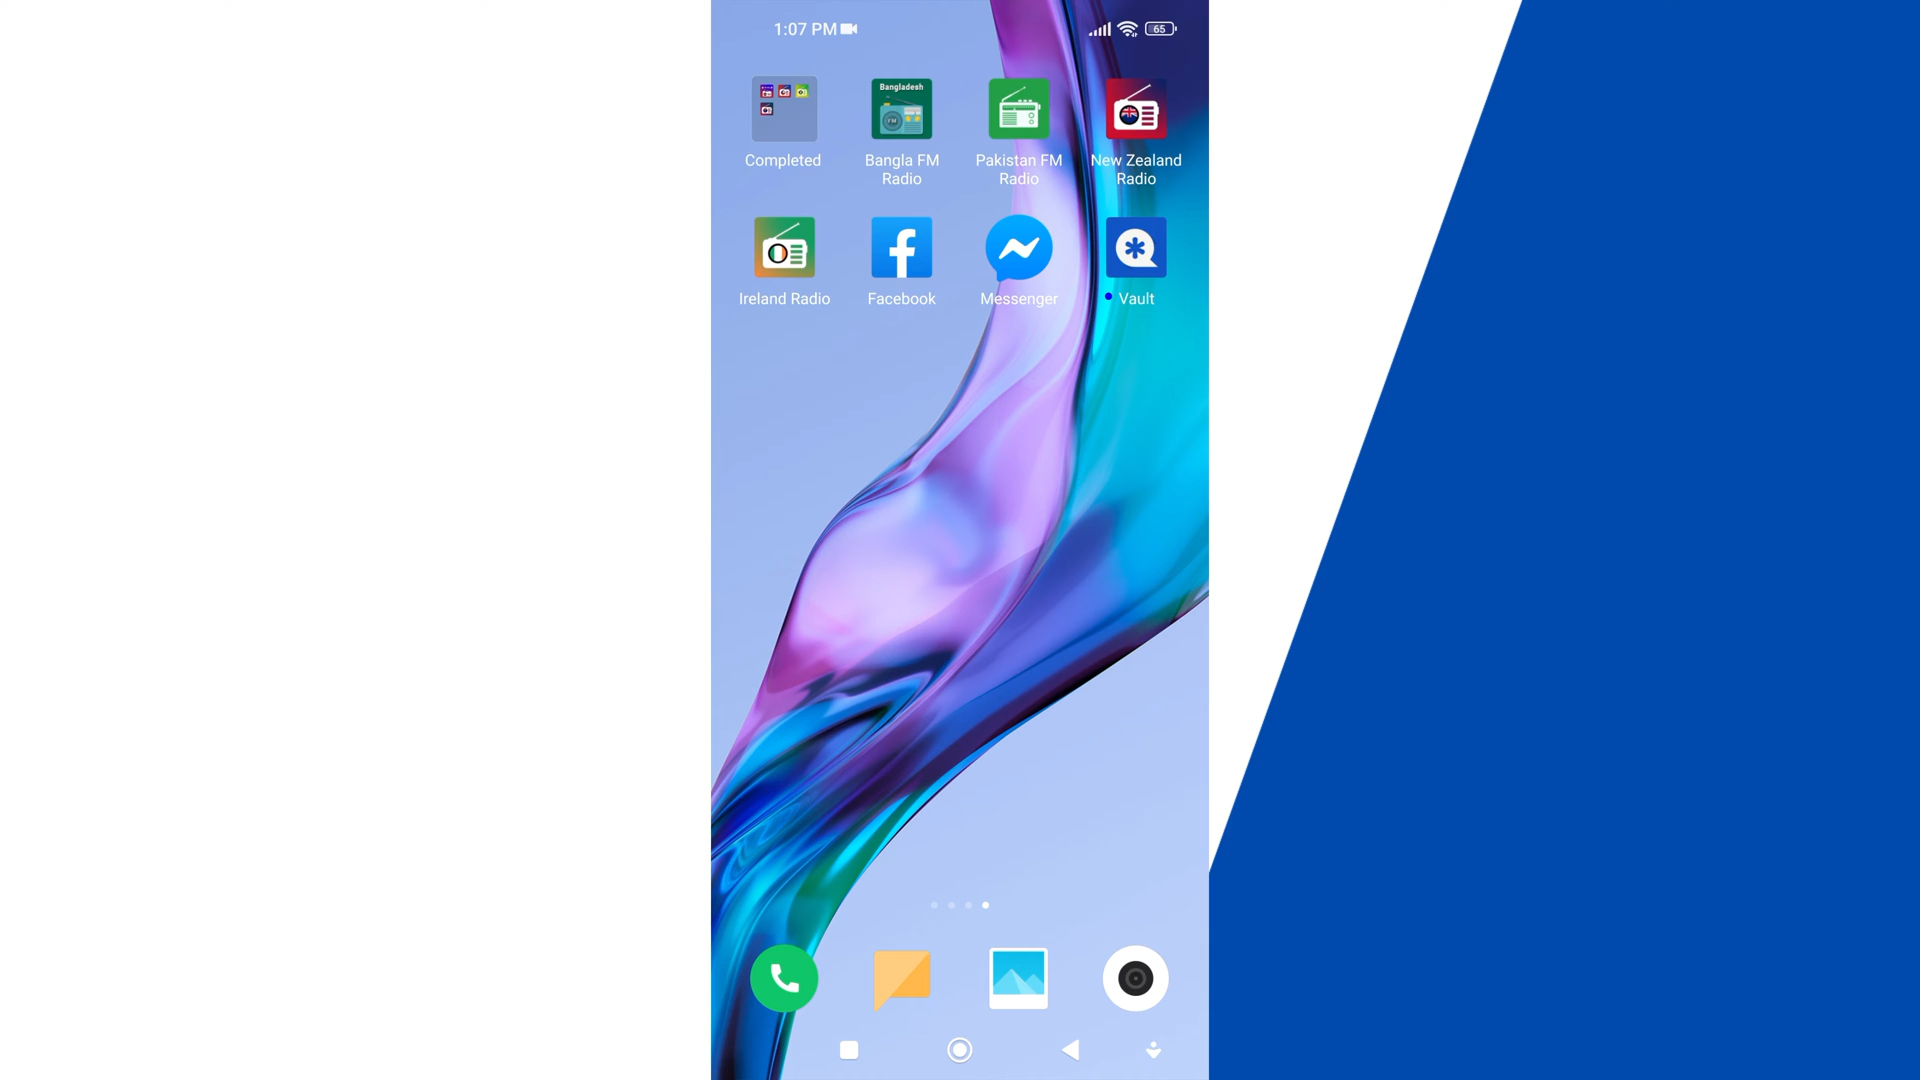 1:07 PM
65
Completed
Bangladesh
FM
Bangla FM
Radio
Pakistan FM
Radio
New Zealand
Radio
Ireland Radio
Facebook
Messenger
Vault